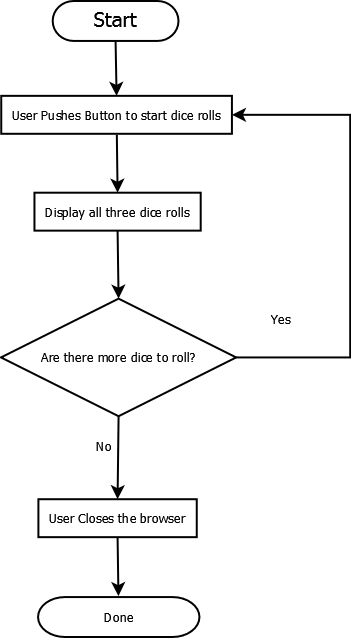 Start
User Pushes Button to start dice rolls
Display all three dice rolls
Are there more dice to roll?
Yes
No
User Closes the browser
Done